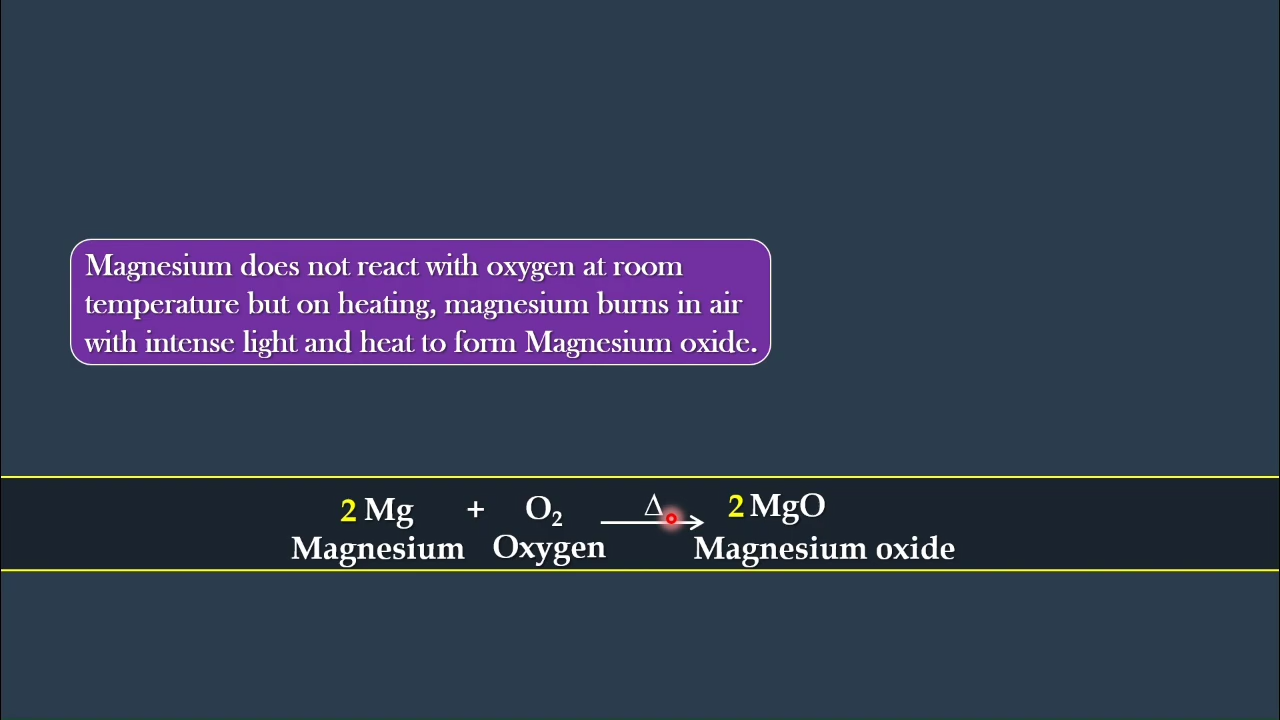 Magnesium does not react with oxygen at room
temperature but on heating, magnesium burns in air
with intense light and heat to form Magnesium oxide.
2 Mg + O₂ Δ⟶ 2 MgO
Magnesium Oxygen Magnesium oxide